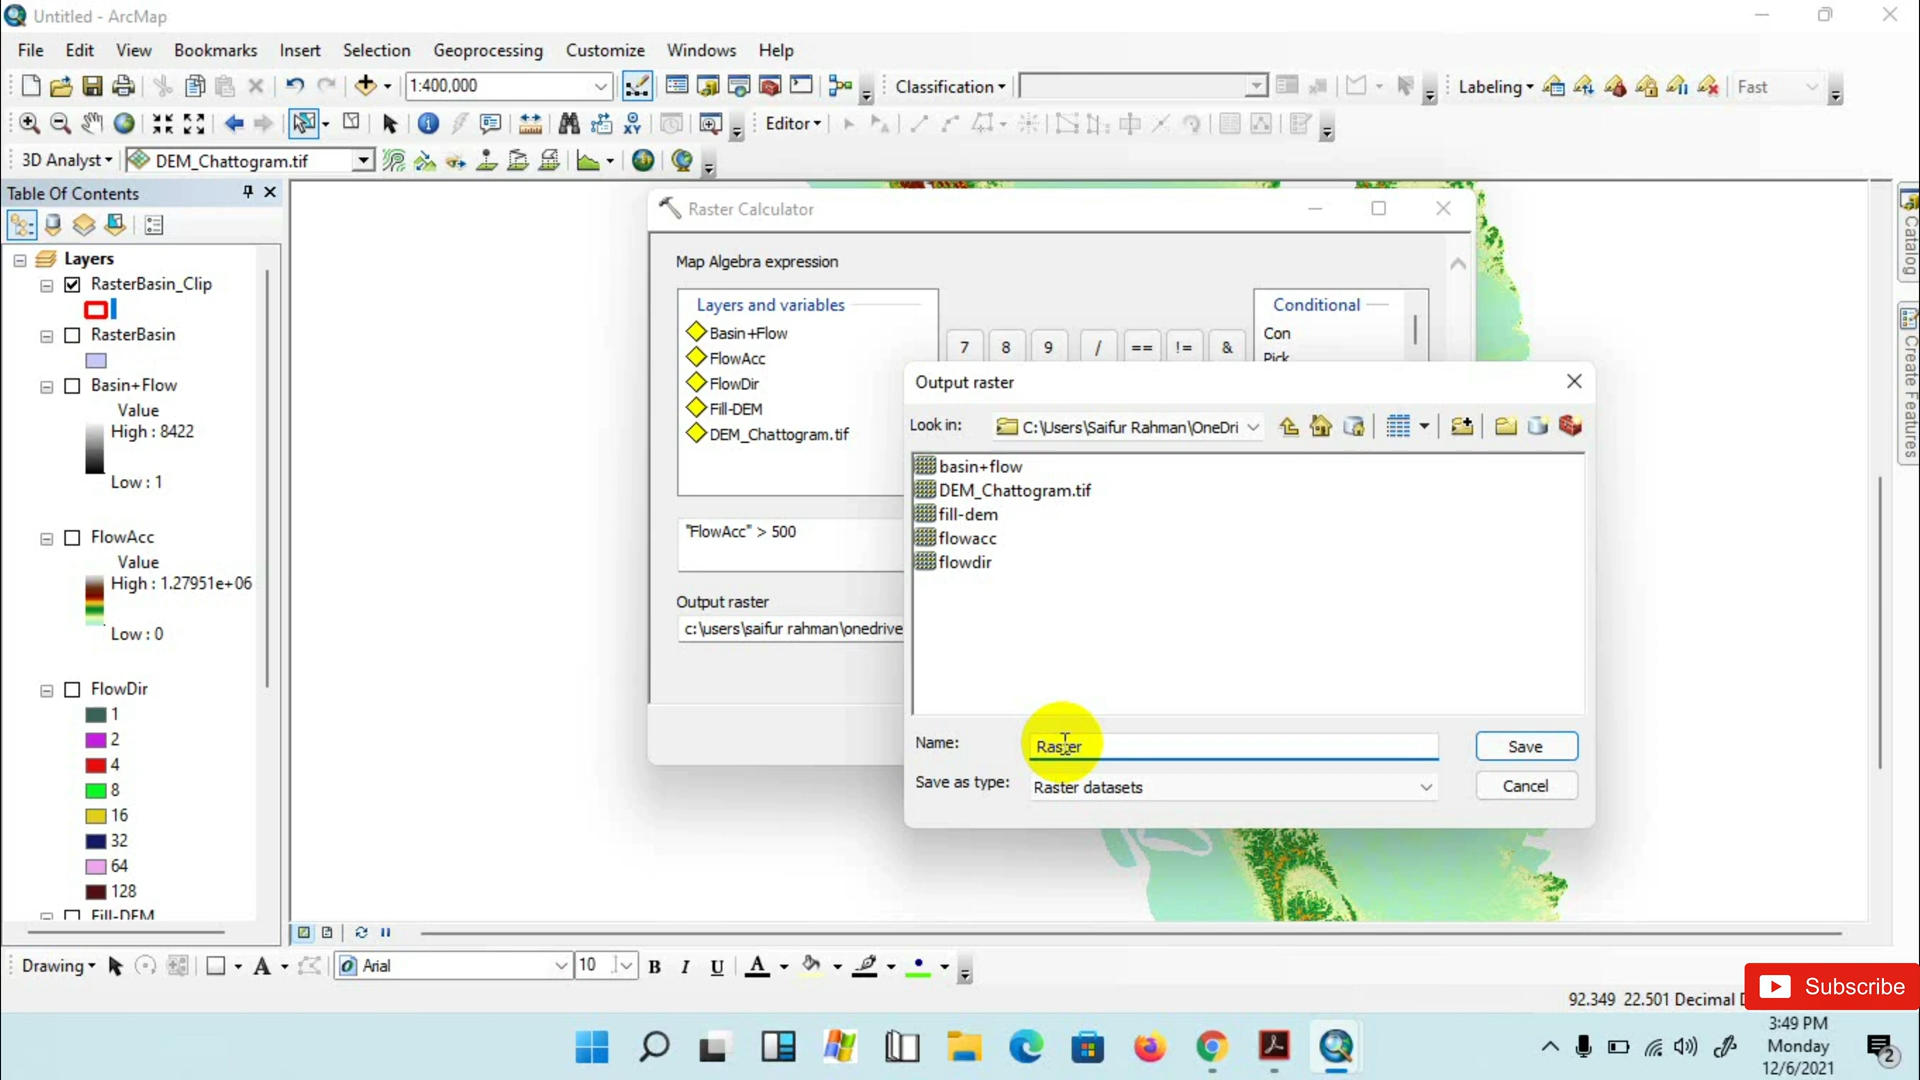 Untitled - ArcMap
File Edit View Bookmarks Insert Selection Geoprocessing Customize Windows Help
1:400,000
Classification
Labeling
Fast
Editor
3D Analyst
DEM_Chattogram.tif
Table Of Contents
Layers
RasterBasin_Clip
RasterBasin
Basin+Flow
Value
High : 8422
Low : 1
FlowAcc
Value
High : 1.27951e+06
Low : 0
FlowDir
1
2
4
8
16
32
64
128
Fill-DEM
Raster Calculator
Map Algebra expression
Layers and variables
Basin+Flow
FlowAcc
FlowDir
Fill-DEM
DEM_Chattogram.tif
7 8 9 / == != &
Conditional
Con
Pick
"FlowAcc" > 500
Output raster
c:\users\saifur rahman\onedrive
Output raster
Look in:
C:\Users\Saifur Rahman\OneDri
basin+flow
DEM_Chattogram.tif
fill-dem
flowacc
flowdir
Name:
Raster
Save
Save as type:
Raster datasets
Cancel
Catalog
Create Features
Drawing
A
Arial
10
B I U A
92.349 22.501 Decimal D
Subscribe
3:49 PM
Monday
12/6/2021
2